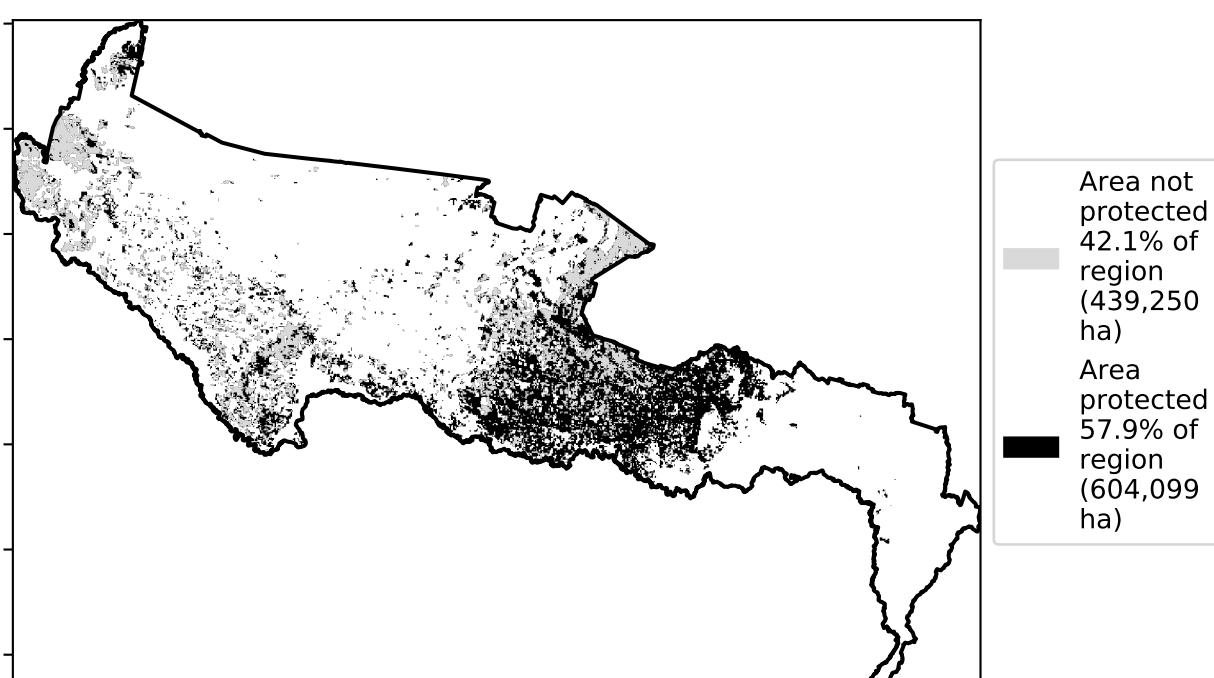 Area not
protected
42.1% of
region
(439,250
ha)
Area
protected
57.9% of
region
(604,099
ha)